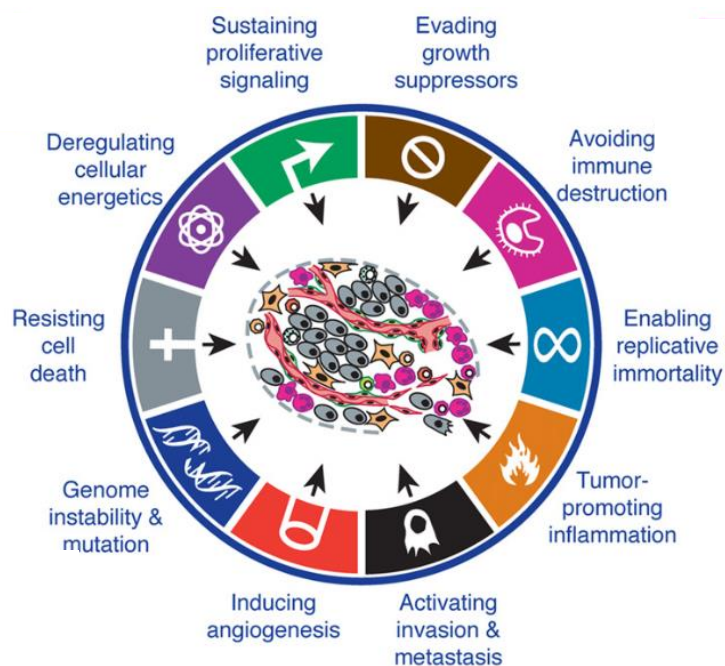 Sustaining
proliferative
signaling
Evading
growth
suppressors
Avoiding
immune
destruction
Enabling
replicative
immortality
Tumor-
promoting
inflammation
Activating
invasion &
metastasis
Inducing
angiogenesis
Genome
instability &
mutation
Resisting
cell
death
Deregulating
cellular
energetics